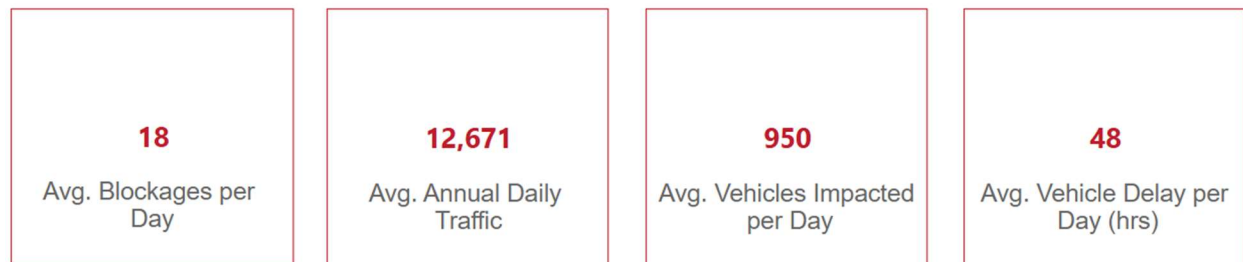 18
Avg. Blockages per
Day
12,671
Avg. Annual Daily
Traffic
950
Avg. Vehicles Impacted
per Day
48
Avg. Vehicle Delay per
Day (hrs)